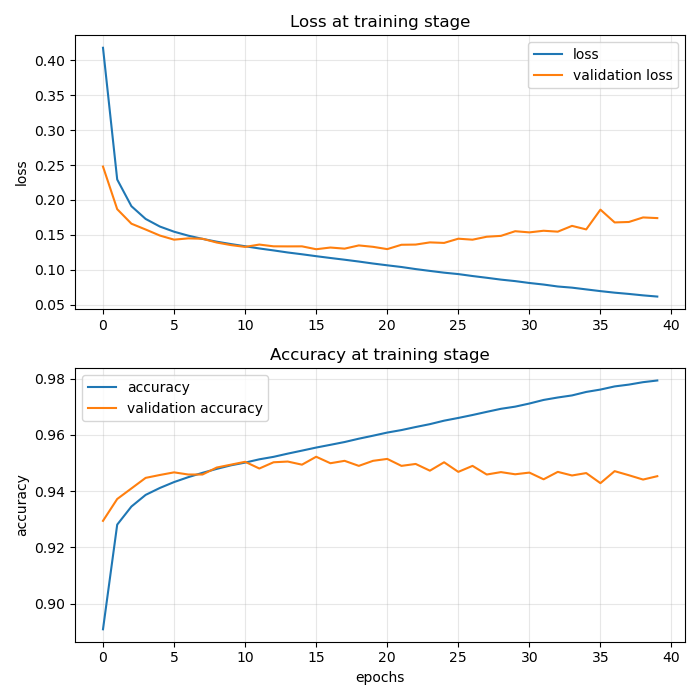 Loss at training stage
0.40
0.35
0.30
0.25
0.20
0.15
0.10
0.05
loss
loss
validation loss
0 5 10 15 20 25 30 35 40
Accuracy at training stage
0.98
0.96
0.94
0.92
0.90
accuracy
accuracy
validation accuracy
0 5 10 15 20 25 30 35 40
epochs